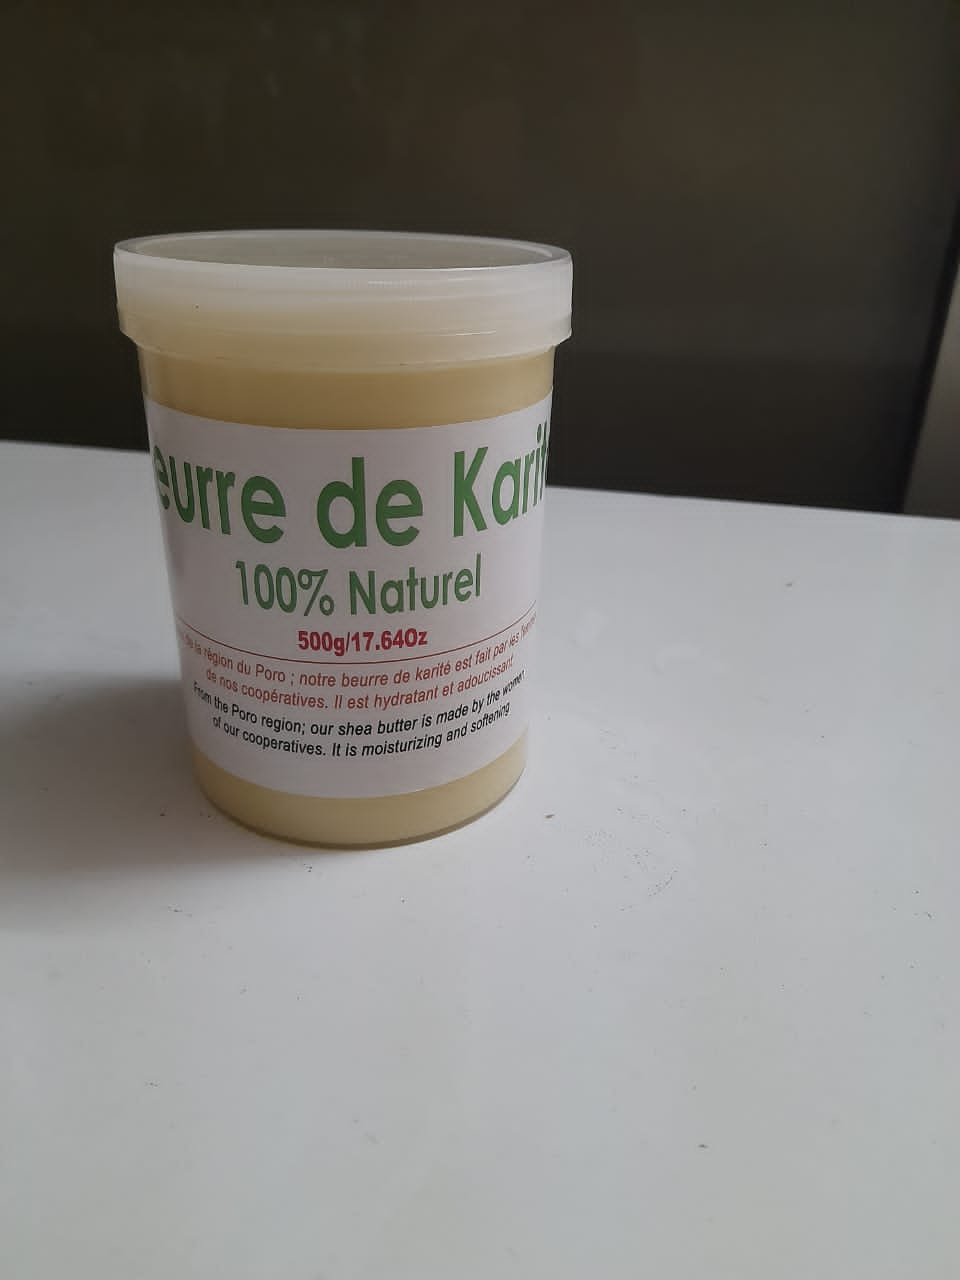 eurre de Karit
100% Naturel
500g/17.64Oz
de la région du Poro ; notre beurre de karité est fait par les
de nos coopératives. Il est hydratant et adoucissant
From the Poro region; our shea butter is made by the women
of our cooperatives. It is moisturizing and softening